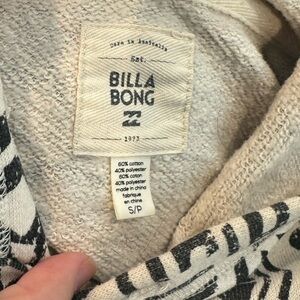 Born in Australia
Est.
BILLA
BONG
1973
60% cotton
40% polyester
60% coton
40% polyester
made in china
fabrique
en chine
S/P